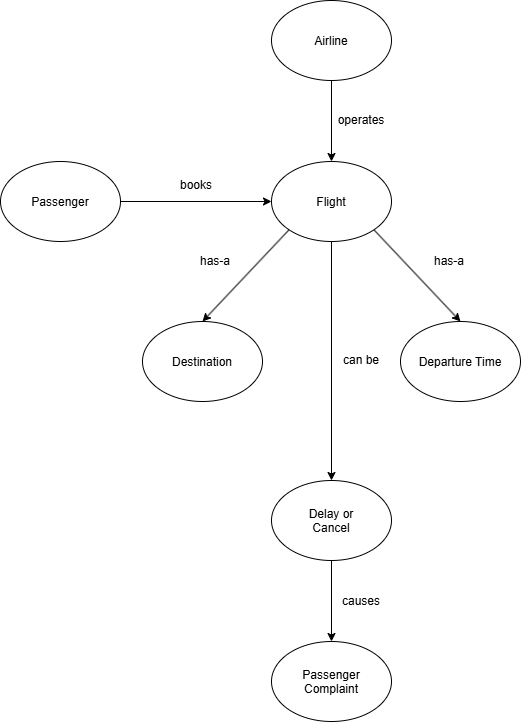 Airline
operates
books
Passenger
Flight
has-a
has-a
can be
Destination
Departure Time
Delay or
Cancel
causes
Passenger
Complaint